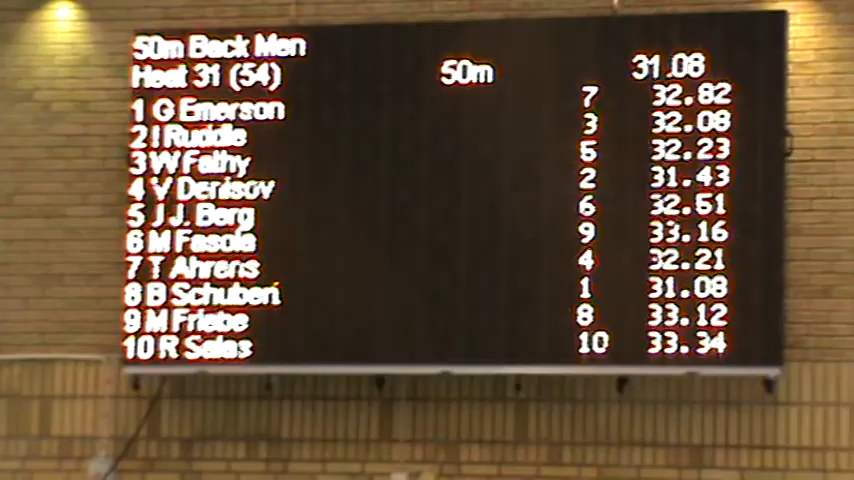 50m Back Men
Heat 31 (54) 50m 31.08
1 G Emerson 7 32.82
2 I Ruddle 3 32.08
3 W Fathy 5 32.23
4 V Denisov 2 31.43
5 J J. Berg 6 32.51
6 M Fasola 9 33.16
7 T Ahrens 4 32.21
8 B Schubert 1 31.08
9 M Friebe 8 33.12
10 R Salas 10 33.34